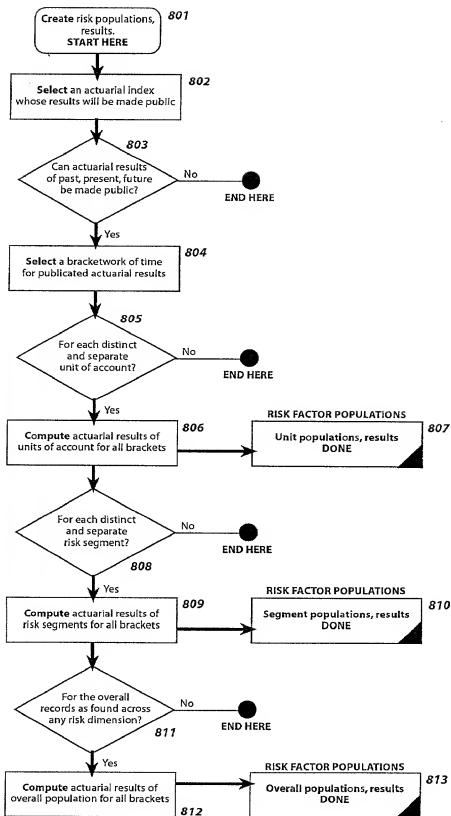 Create risk populations,
results.
START HERE
801
802
Select an actuarial index
whose results will be made public
803
Can actuarial results
of past, present, future
be made public?
No
END HERE
Yes
804
Select a bracketwork of time
for publicated actuarial results
805
For each distinct
and separate
unit of account?
No
END HERE
Yes
806
Compute actuarial results of
units of account for all brackets
RISK FACTOR POPULATIONS
807
Unit populations, results
DONE
For each distinct
and separate
risk segment?
No
END HERE
808
Yes
809
Compute actuarial results of
risk segments for all brackets
RISK FACTOR POPULATIONS
810
Segment populations, results
DONE
For the overall
records as found across
any risk dimension?
No
END HERE
811
Yes
Compute actuarial results of
overall population for all brackets
812
RISK FACTOR POPULATIONS
813
Overall populations, results
DONE